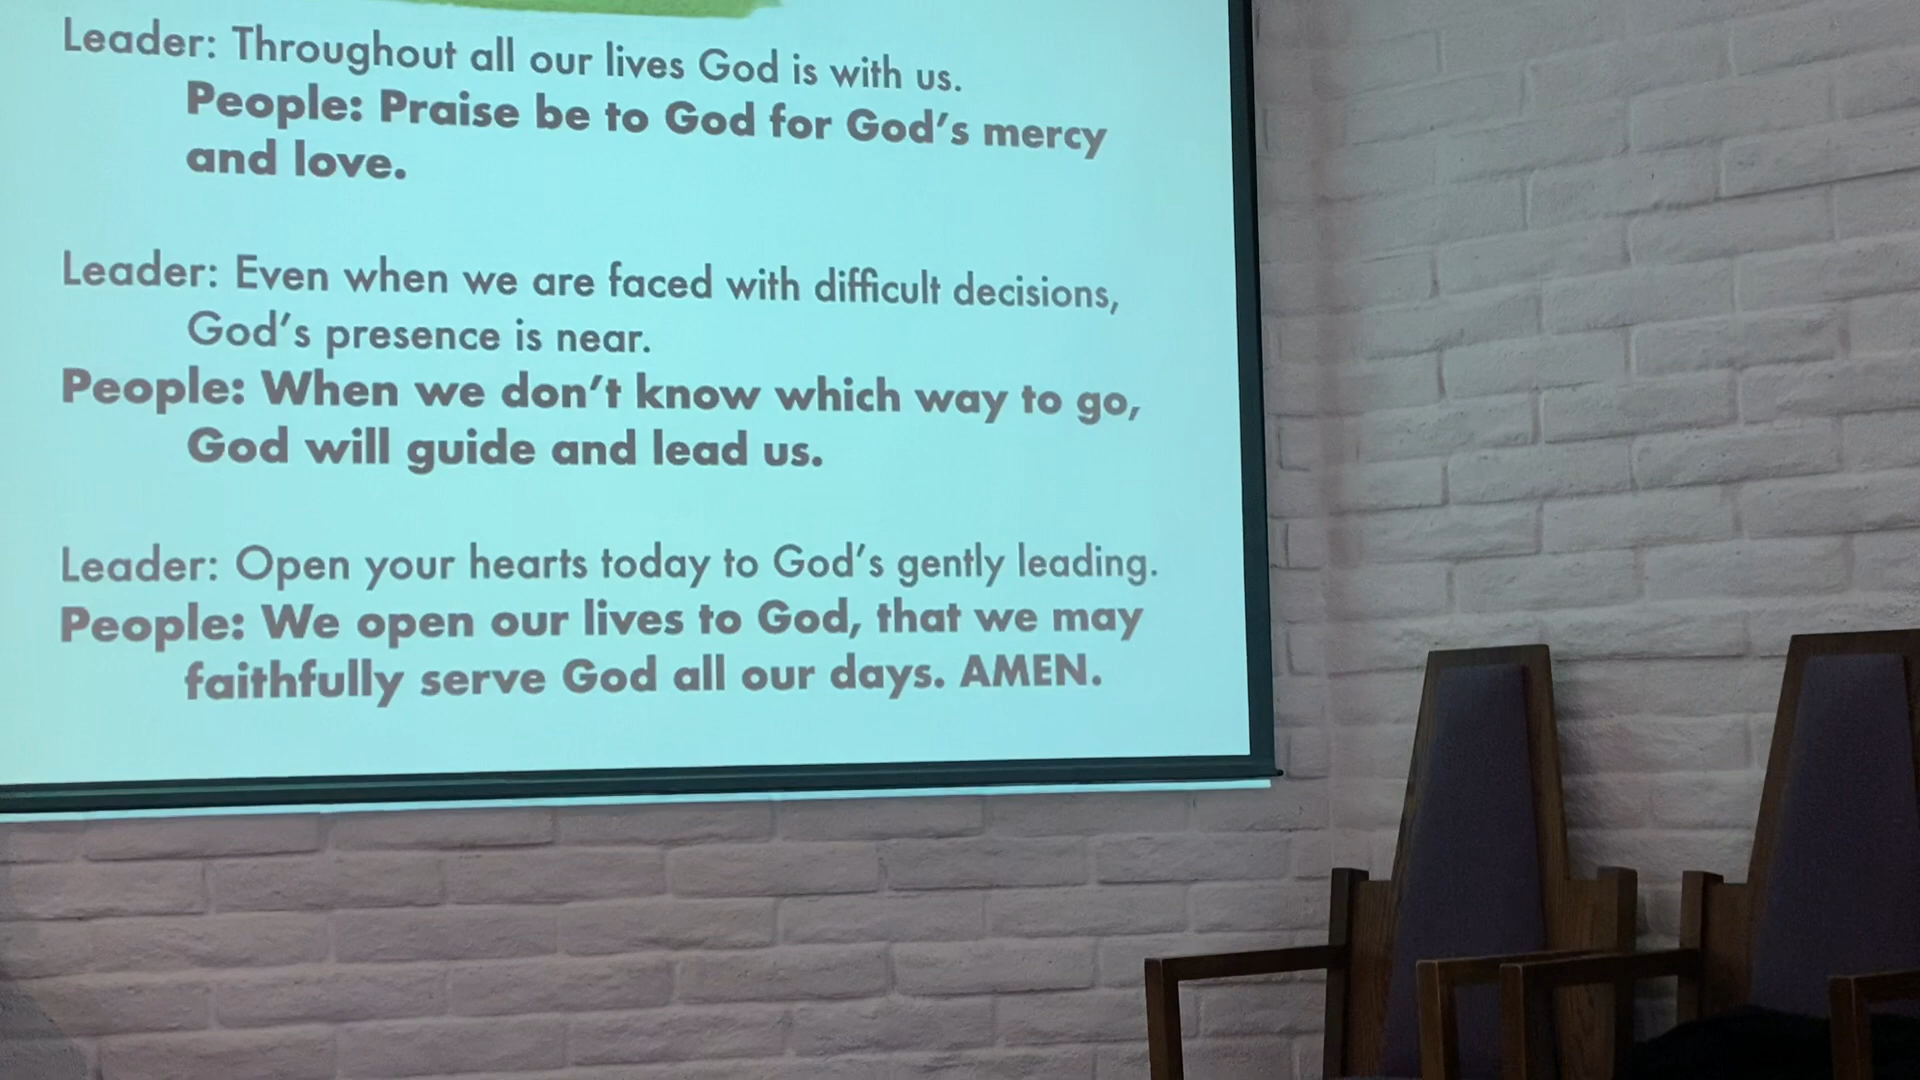 Leader: Throughout all our lives God is with us.
People: Praise be to God for God's mercy
and love.
Leader: Even when we are faced with difficult decisions,
God's presence is near.
People: When we don't know which way to go,
God will guide and lead us.
Leader: Open your hearts today to God's gently leading.
People: We open our lives to God, that we may
faithfully serve God all our days. AMEN.